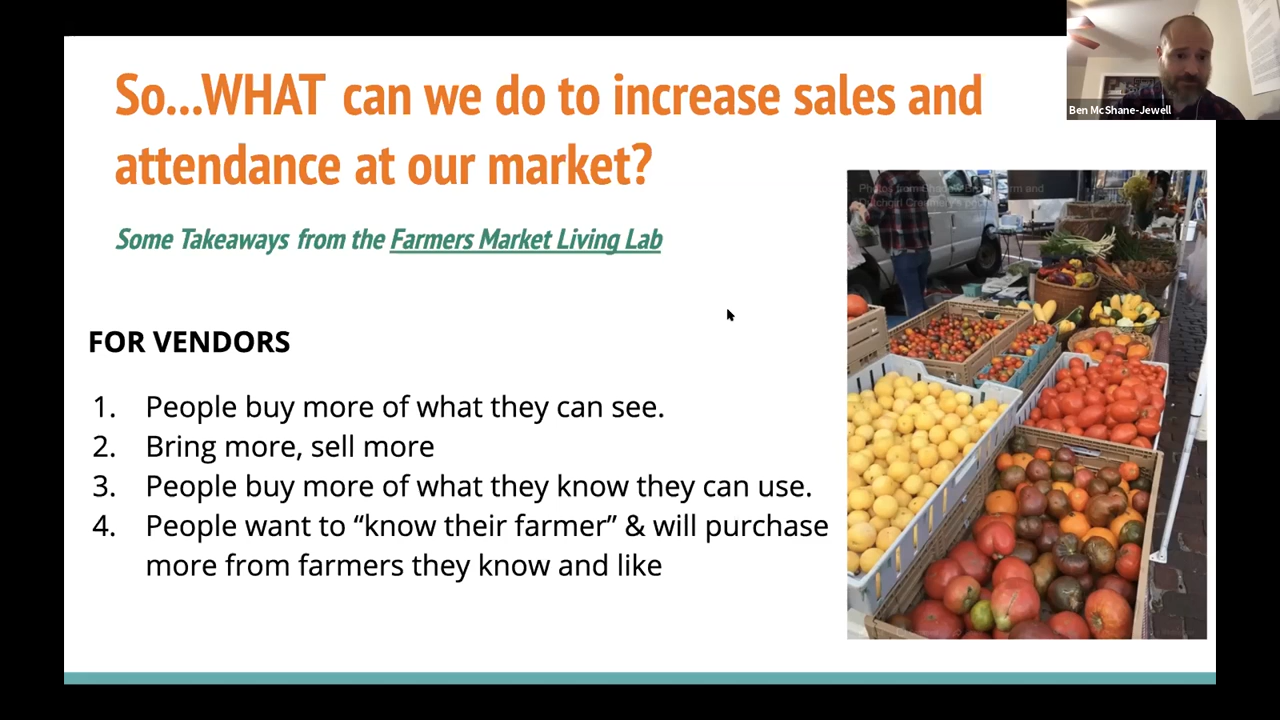 So...WHAT can we do to increase sales and
attendance at our market?
Some Takeaways from the Farmers Market Living Lab
FOR VENDORS
1. People buy more of what they can see.
2. Bring more, sell more
3. People buy more of what they know they can use.
4. People want to “know their farmer” & will purchase
more from farmers they know and like
Ben McShane-Jewell
Photos from